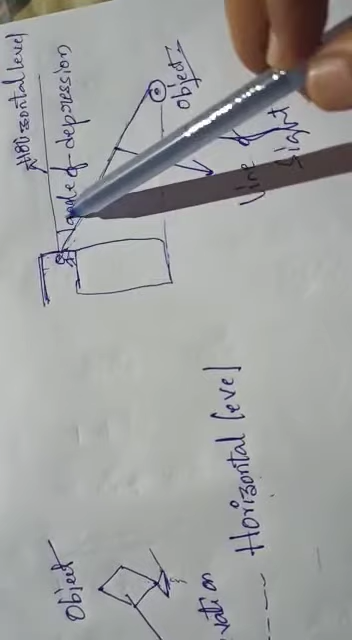 Horizontal level
angle of depression
Object
Line of
Sight
Object
vation
Horizontal level